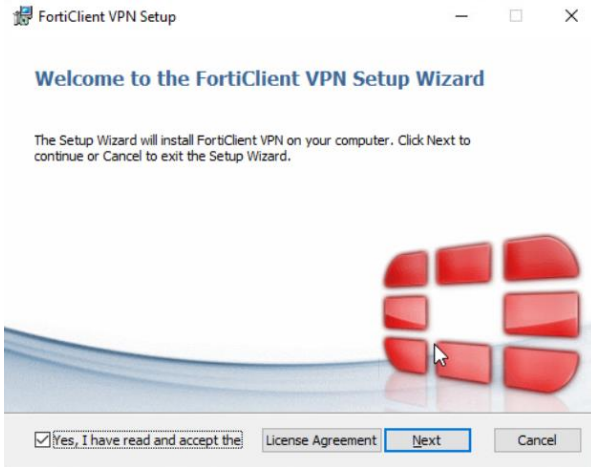 FortiClient VPN Setup
Welcome to the FortiClient VPN Setup Wizard
The Setup Wizard will install FortiClient VPN on your computer. Click Next to
continue or Cancel to exit the Setup Wizard.
Yes, I have read and accept the License Agreement Next Cancel